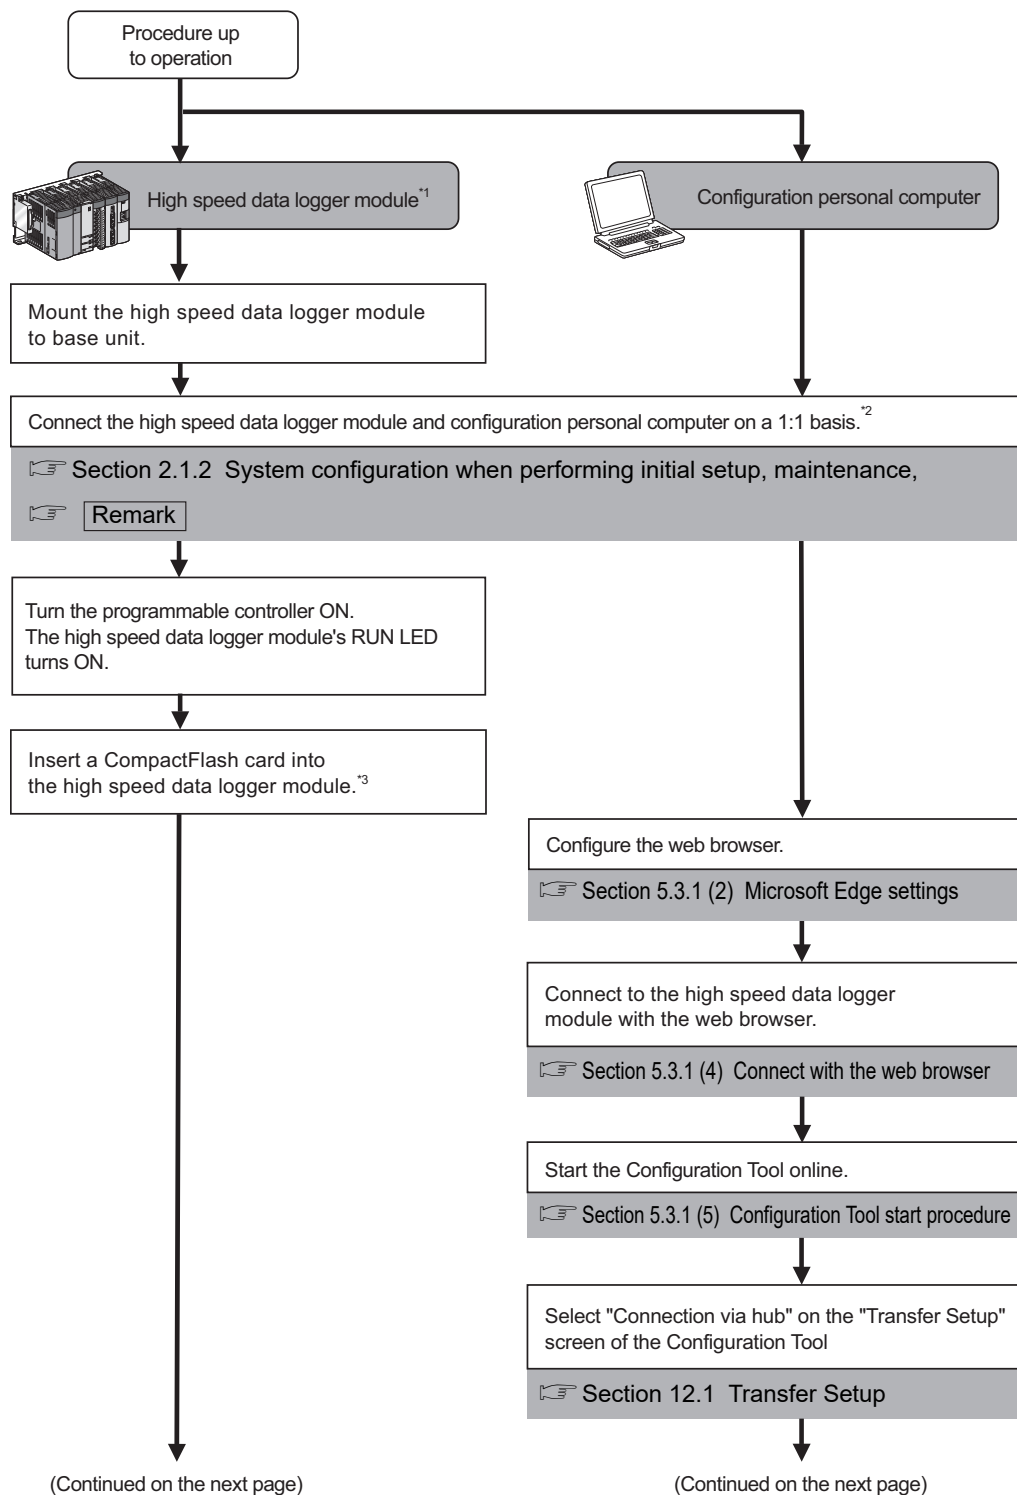 Procedure up
to operation
High speed data logger module*1
Configuration personal computer
Mount the high speed data logger module
to base unit.
Connect the high speed data logger module and configuration personal computer on a 1:1 basis.*2
Section 2.1.2 System configuration when performing initial setup, maintenance,
Remark
Turn the programmable controller ON.
The high speed data logger module's RUN LED
turns ON.
Insert a CompactFlash card into
the high speed data logger module.*3
Configure the web browser.
Section 5.3.1 (2) Microsoft Edge settings
Connect to the high speed data logger
module with the web browser.
Section 5.3.1 (4) Connect with the web browser
Start the Configuration Tool online.
Section 5.3.1 (5) Configuration Tool start procedure
Select "Connection via hub" on the "Transfer Setup"
screen of the Configuration Tool
Section 12.1 Transfer Setup
(Continued on the next page)
(Continued on the next page)